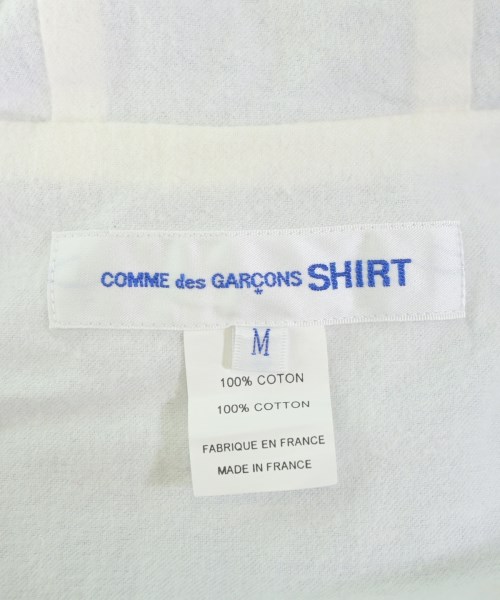 COMME des GARÇONS SHIRT
M
100% COTON
100% COTTON
FABRIQUE EN FRANCE
MADE IN FRANCE